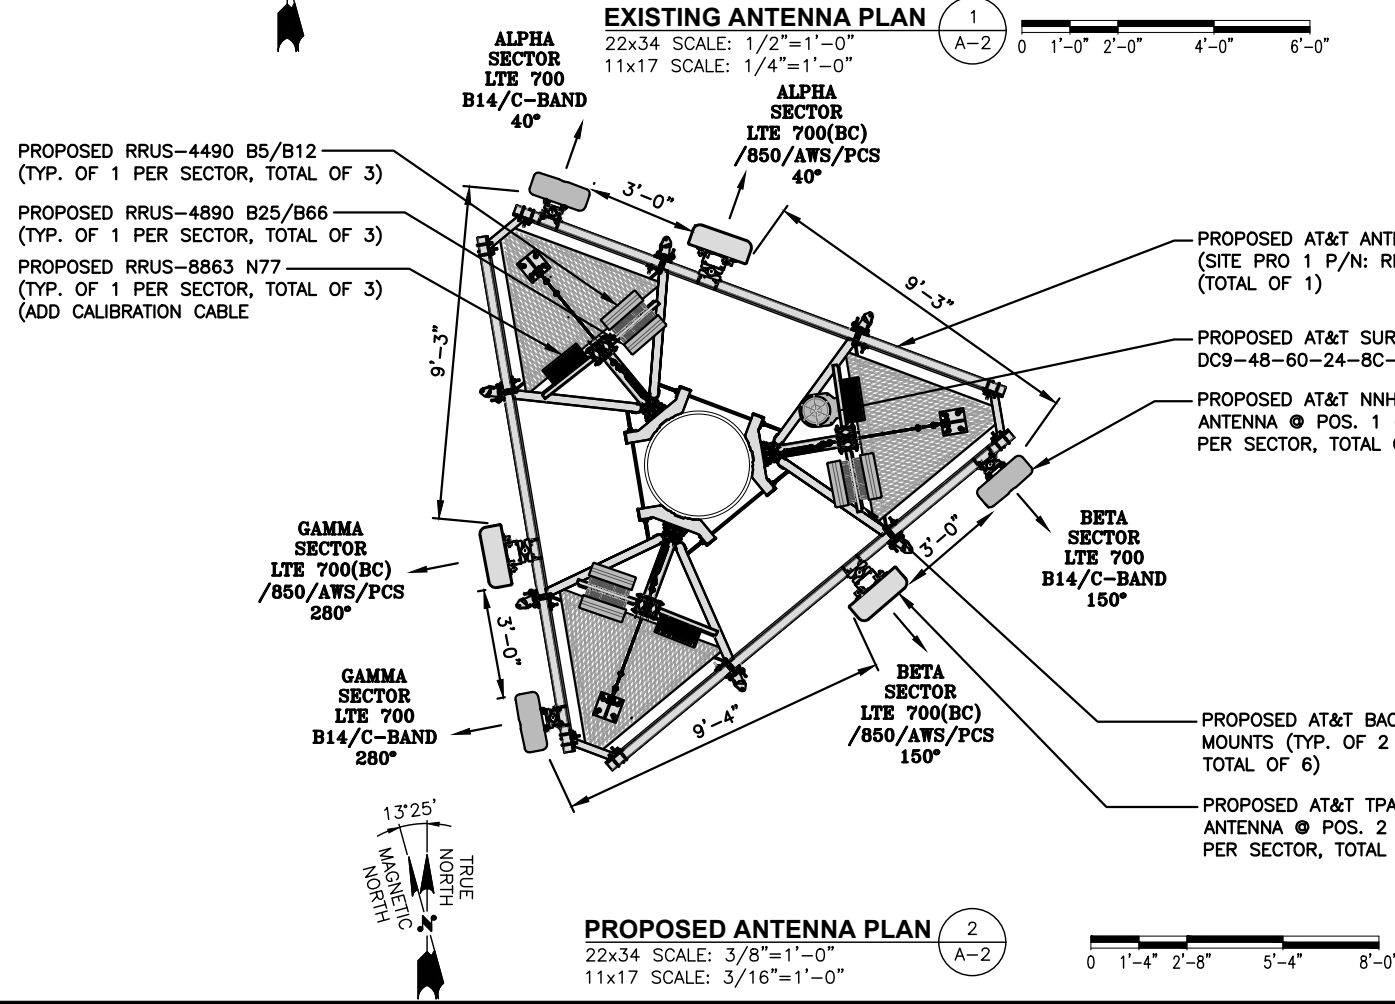 EXISTING ANTENNA PLAN
1
A-2
22x34 SCALE: 1/2"=1'-0"
11x17 SCALE: 1/4"=1'-0"
0 1'-0" 2'-0" 4'-0" 6'-0"
ALPHA
SECTOR
LTE 700
B14/C-BAND
40°
ALPHA
SECTOR
LTE 700(BC)
/850/AWS/PCS
40°
PROPOSED RRUS-4490 B5/B12
(TYP. OF 1 PER SECTOR, TOTAL OF 3)
PROPOSED RRUS-4890 B25/B66
(TYP. OF 1 PER SECTOR, TOTAL OF 3)
PROPOSED RRUS-8863 N77
(TYP. OF 1 PER SECTOR, TOTAL OF 3)
(ADD CALIBRATION CABLE
3'-0"
9'-3"
9'-3"
PROPOSED AT&T ANTE
(SITE PRO 1 P/N: R
(TOTAL OF 1)
PROPOSED AT&T SUR
DC9-48-60-24-8C-
PROPOSED AT&T NNH
ANTENNA @ POS. 1
PER SECTOR, TOTAL
GAMMA
SECTOR
LTE 700(BC)
/850/AWS/PCS
280°
3'-0"
BETA
SECTOR
LTE 700
B14/C-BAND
150°
3'-0"
GAMMA
SECTOR
LTE 700
B14/C-BAND
280°
9'-4"
BETA
SECTOR
LTE 700(BC)
/850/AWS/PCS
150°
PROPOSED AT&T BAC
MOUNTS (TYP. OF 2
TOTAL OF 6)
PROPOSED AT&T TPA
ANTENNA @ POS. 2
PER SECTOR, TOTAL
13°25'
TRUE
NORTH
MAGNETIC
NORTH
N
PROPOSED ANTENNA PLAN
2
A-2
22x34 SCALE: 3/8"=1'-0"
11x17 SCALE: 3/16"=1'-0"
0 1'-4" 2'-8" 5'-4" 8'-0"